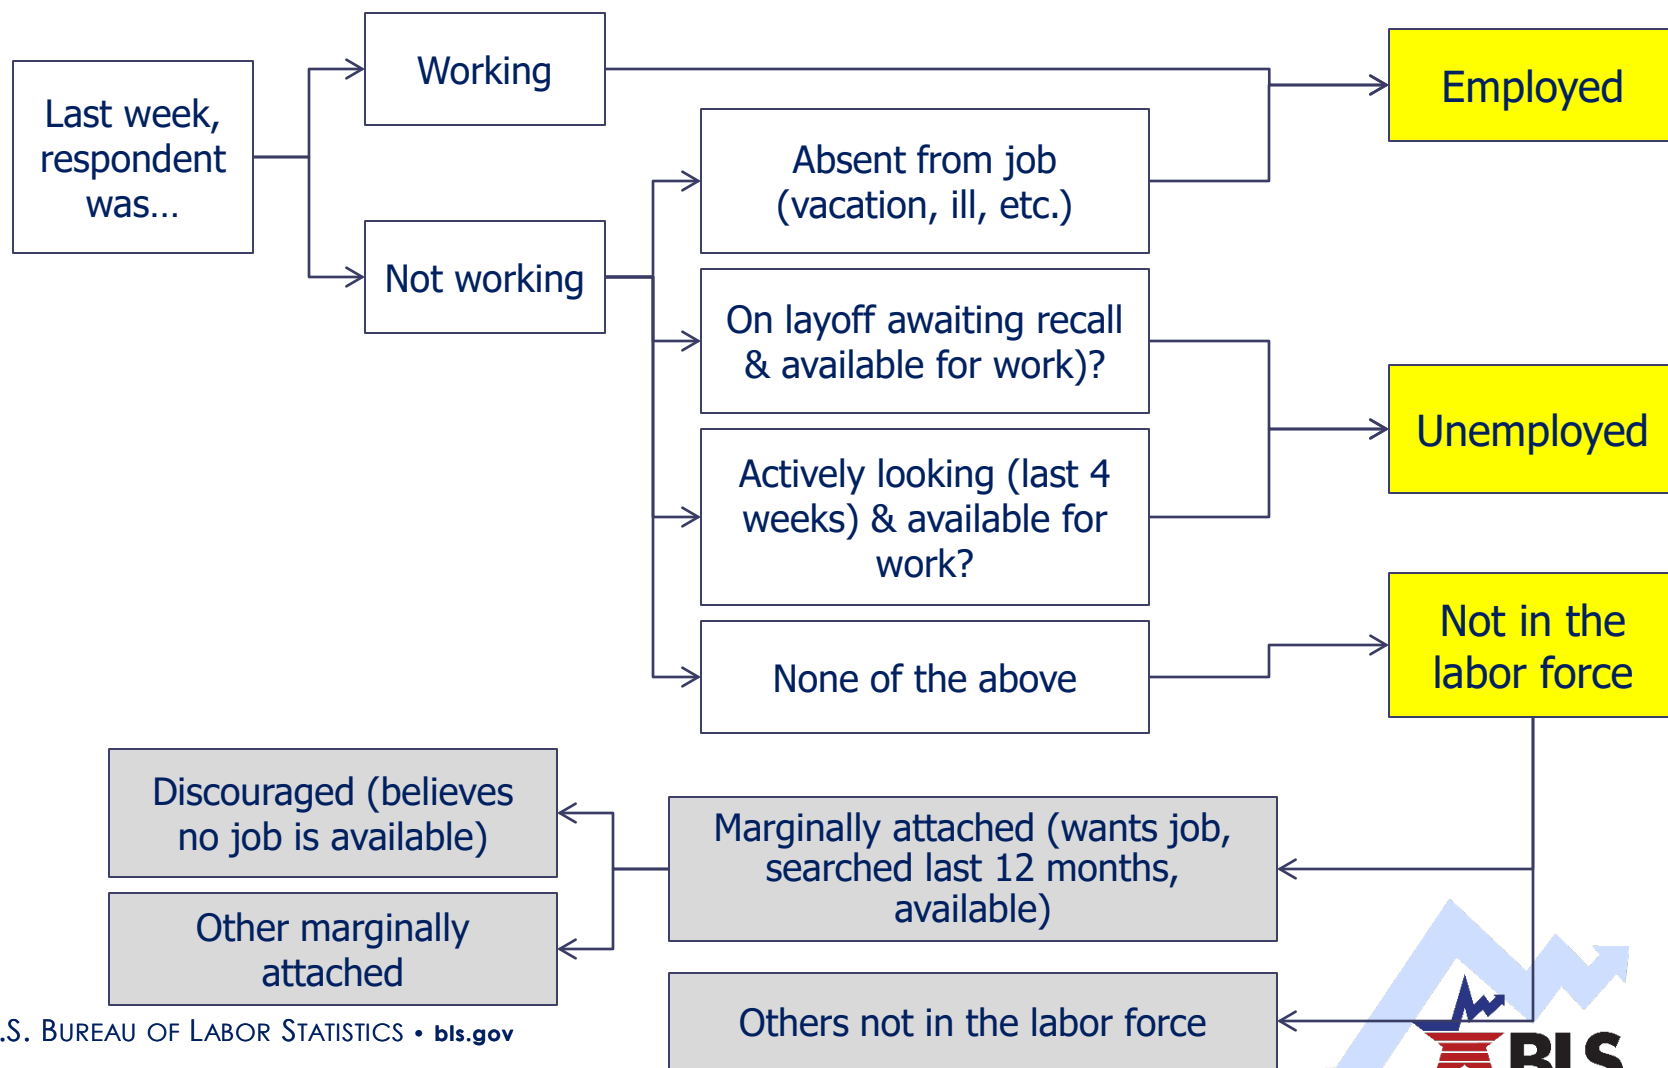 Last week,
respondent
was...
Working
Not working
Absent from job
(vacation, ill, etc.)
On layoff awaiting recall
& available for work)?
Actively looking (last 4
weeks) & available for
work?
None of the above
Employed
Unemployed
Not in the
labor force
Discouraged (believes
no job is available)
Other marginally
attached
Marginally attached (wants job,
searched last 12 months,
available)
Others not in the labor force
.S. BUREAU OF LABOR STATISTICS • bls.gov
BLS